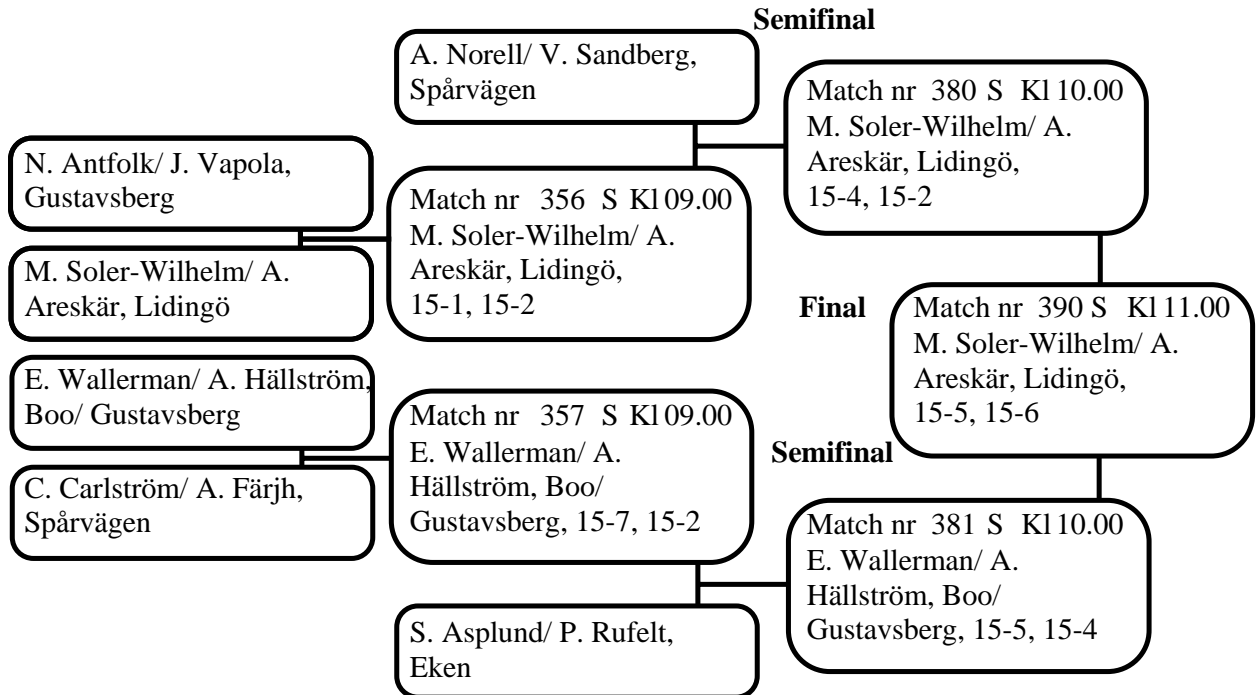 Semifinal
A. Norell/ V. Sandberg,
Spårvägen
Match nr 380 S Kl 10.00
M. Soler-Wilhelm/ A.
Areskär, Lidingö,
15-4, 15-2
N. Antfolk/ J. Vapola,
Gustavsberg
Match nr 356 S Kl 09.00
M. Soler-Wilhelm/ A.
Areskär, Lidingö,
15-1, 15-2
M. Soler-Wilhelm/ A.
Areskär, Lidingö
Final
Match nr 390 S Kl 11.00
M. Soler-Wilhelm/ A.
Areskär, Lidingö,
15-5, 15-6
E. Wallerman/ A. Hällström,
Boo/ Gustavsberg
Match nr 357 S Kl 09.00
E. Wallerman/ A.
Hällström, Boo/
Gustavsberg, 15-7, 15-2
Semifinal
C. Carlström/ A. Färjh,
Spårvägen
Match nr 381 S Kl 10.00
E. Wallerman/ A.
Hällström, Boo/
Gustavsberg, 15-5, 15-4
S. Asplund/ P. Rufelt,
Eken